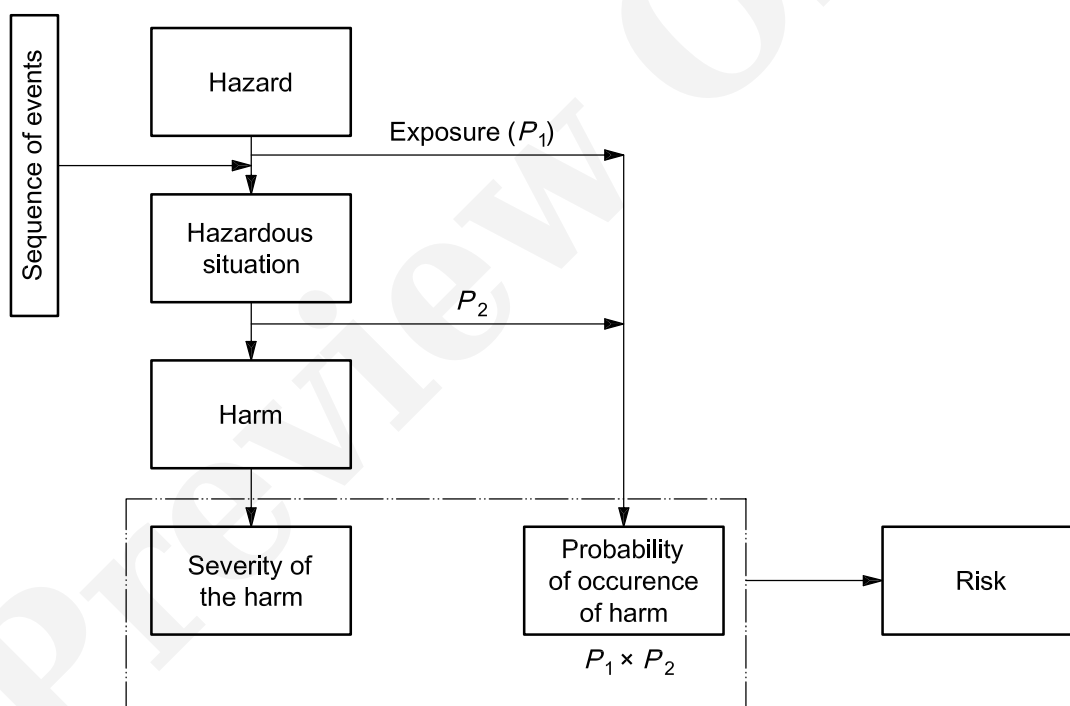 Sequence of events
Hazard
Exposure (P1)
Hazardous
situation
P2
Harm
Severity of
the harm
Probability
of occurence
of harm
P1 × P2
Risk
Preview O